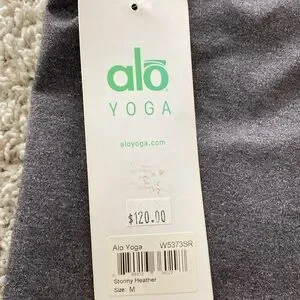 alo
YOGA
aloyoga.com
$120.00
Alo Yoga W5373SR
Stormy Heather
Size: M